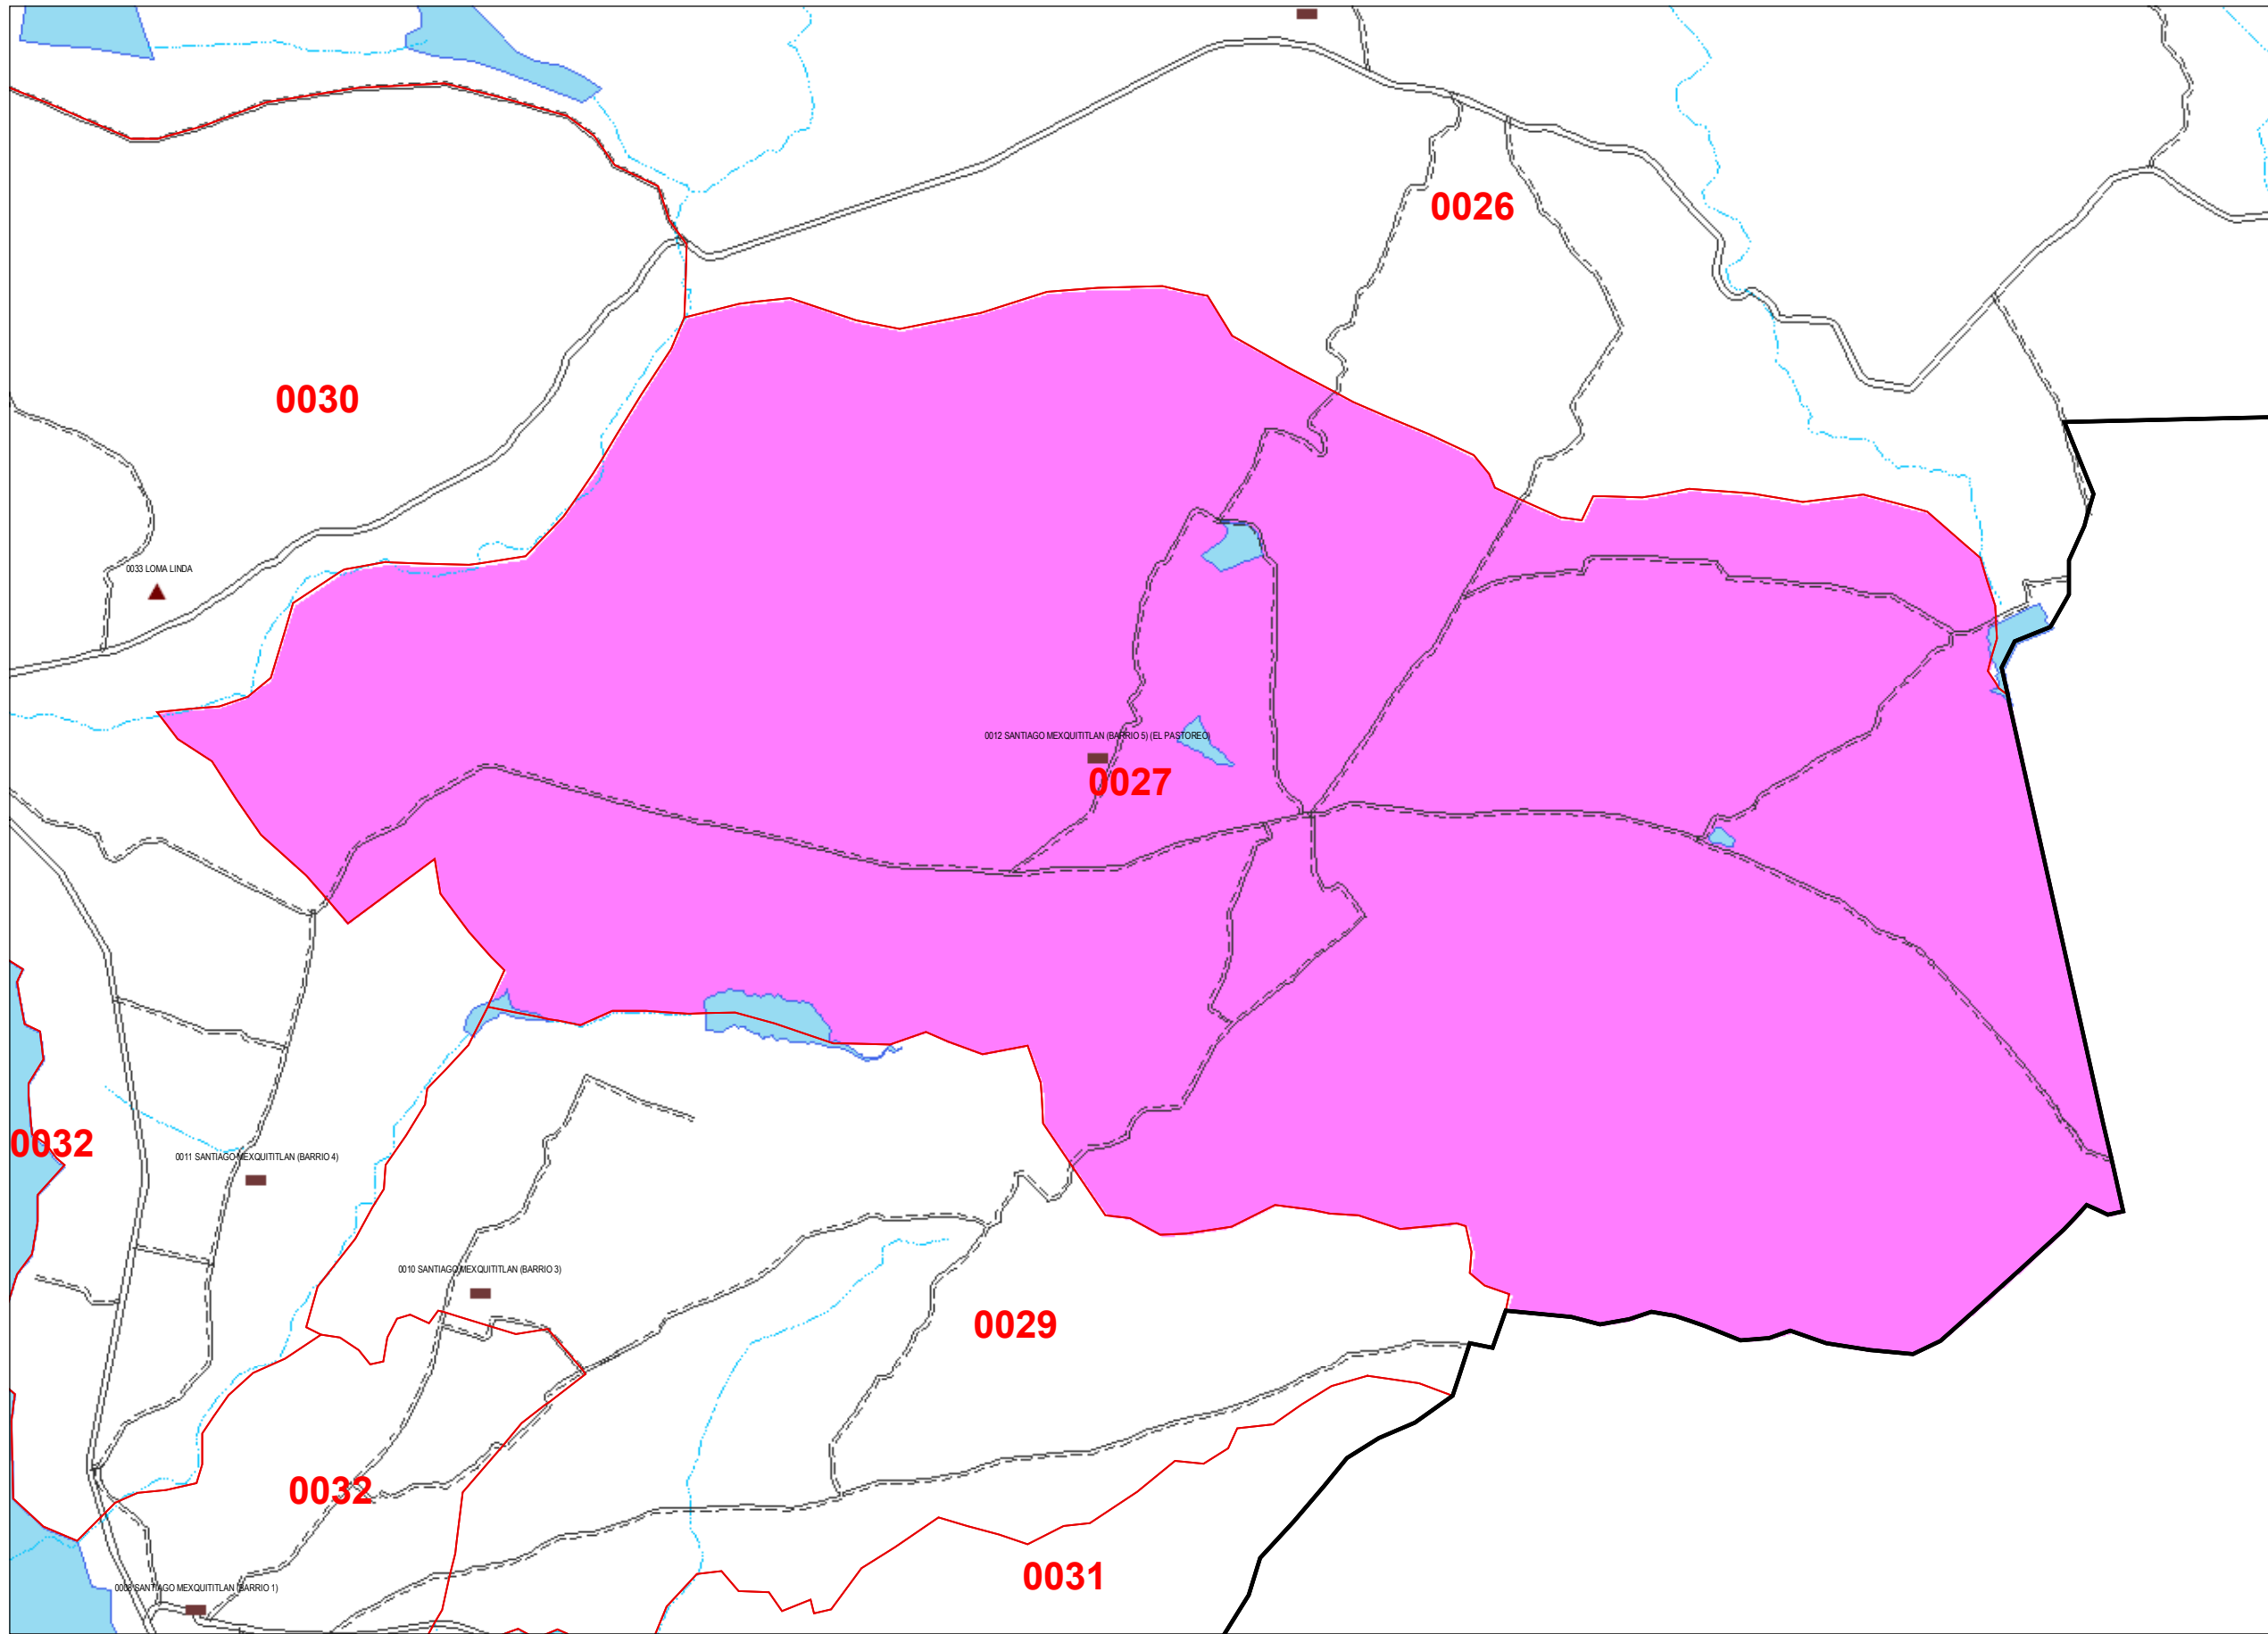 0026
0030
0033 LOMA LINDA
0012 SANTIAGO MEXQUITITLAN (BARRIO 5) (EL PASTOREO)
0027
0032
0011 SANTIAGO MEXQUITITLAN (BARRIO 4)
0010 SANTIAGO MEXQUITITLAN (BARRIO 3)
0029
0032
0031
0008 SANTIAGO MEXQUITITLAN (BARRIO 1)